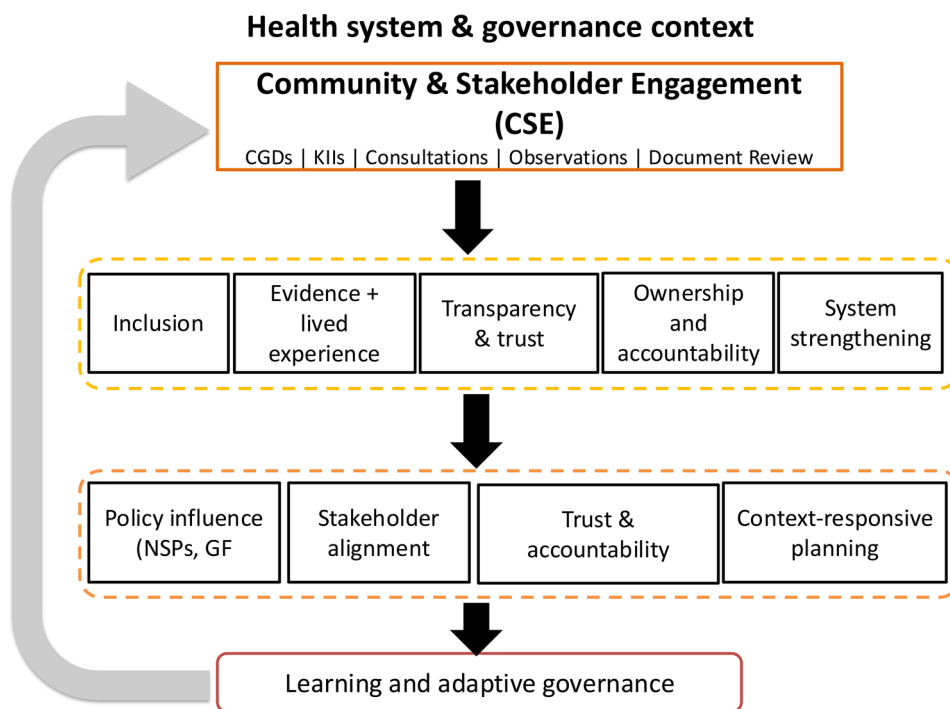 Health system & governance context
Community & Stakeholder Engagement
(CSE)
CGDs | KIIs | Consultations | Observations | Document Review
Inclusion
Evidence +
lived
experience
Transparency
& trust
Ownership
and
accountability
System
strengthening
Policy influence
(NSPs, GF
Stakeholder
alignment
Trust &
accountability
Context-responsive
planning
Learning and adaptive governance